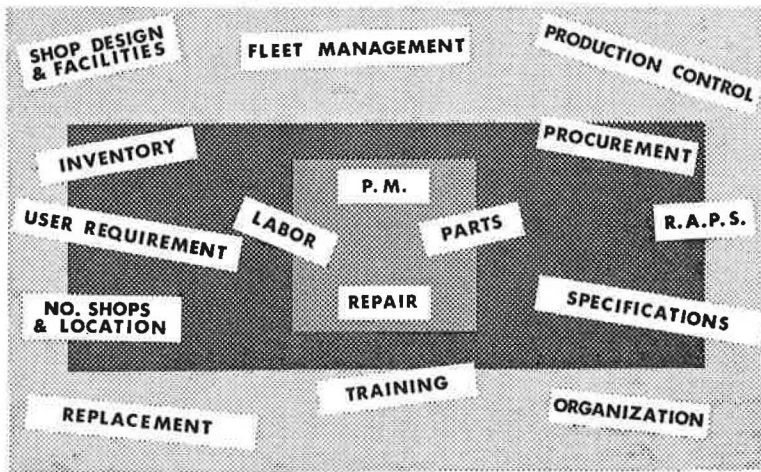 SHOP DESIGN
& FACILITIES
FLEET MANAGEMENT
PRODUCTION CONTROL
INVENTORY
PROCUREMENT
P.M.
USER REQUIREMENT
LABOR
PARTS
R.A.P.S.
NO. SHOPS
& LOCATION
REPAIR
SPECIFICATIONS
TRAINING
REPLACEMENT
ORGANIZATION